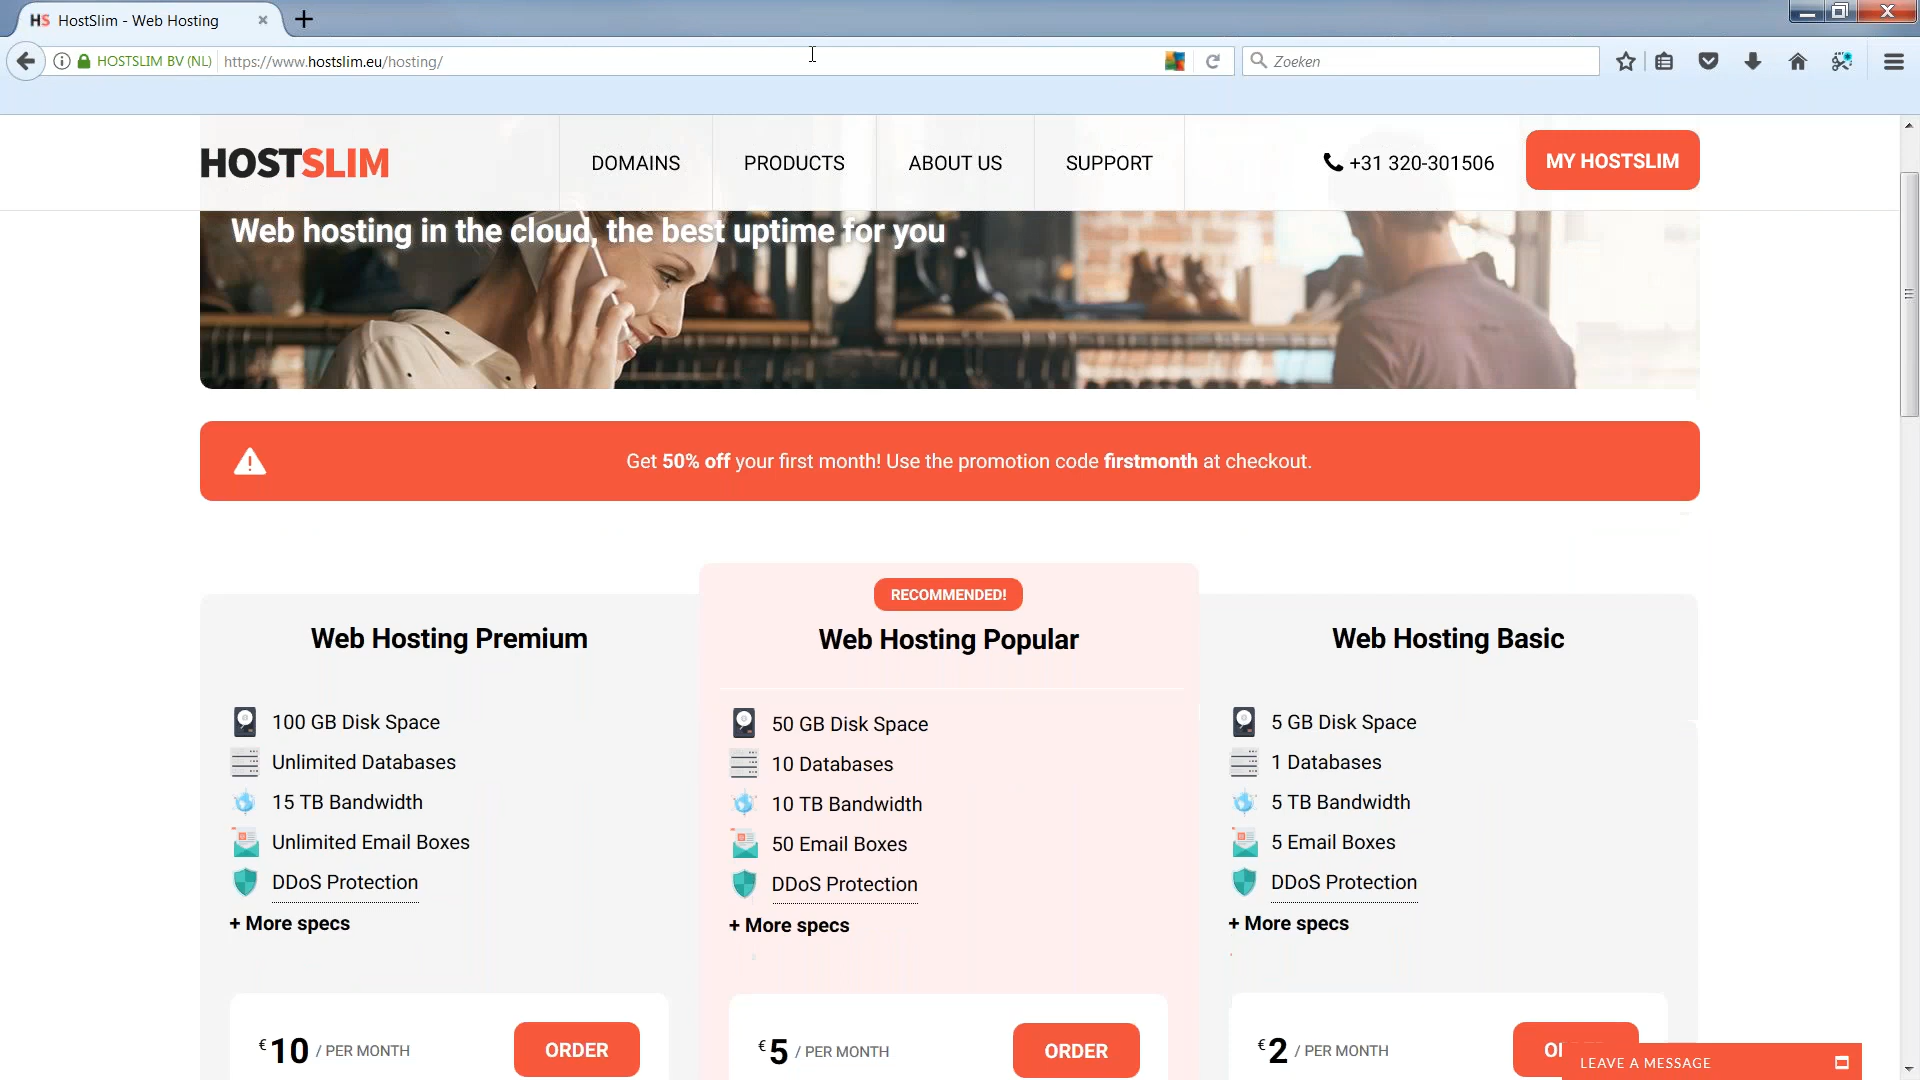 HS HostSlim - Web Hosting
HOSTSLIM BV (NL) https://www.hostslim.eu/hosting/ Zoeken
HOSTSLIM DOMAINS PRODUCTS ABOUT US SUPPORT +31 320-301506 MY HOSTSLIM
Web hosting in the cloud, the best uptime for you
Get 50% off your first month! Use the promotion code firstmonth at checkout.
Web Hosting Premium
100 GB Disk Space
Unlimited Databases
15 TB Bandwidth
Unlimited Email Boxes
DDoS Protection
+ More specs
€10 / PER MONTH ORDER
RECOMMENDED!
Web Hosting Popular
50 GB Disk Space
10 Databases
10 TB Bandwidth
50 Email Boxes
DDoS Protection
+ More specs
€5 / PER MONTH ORDER
Web Hosting Basic
5 GB Disk Space
1 Databases
5 TB Bandwidth
5 Email Boxes
DDoS Protection
+ More specs
€2 / PER MONTH
LEAVE A MESSAGE